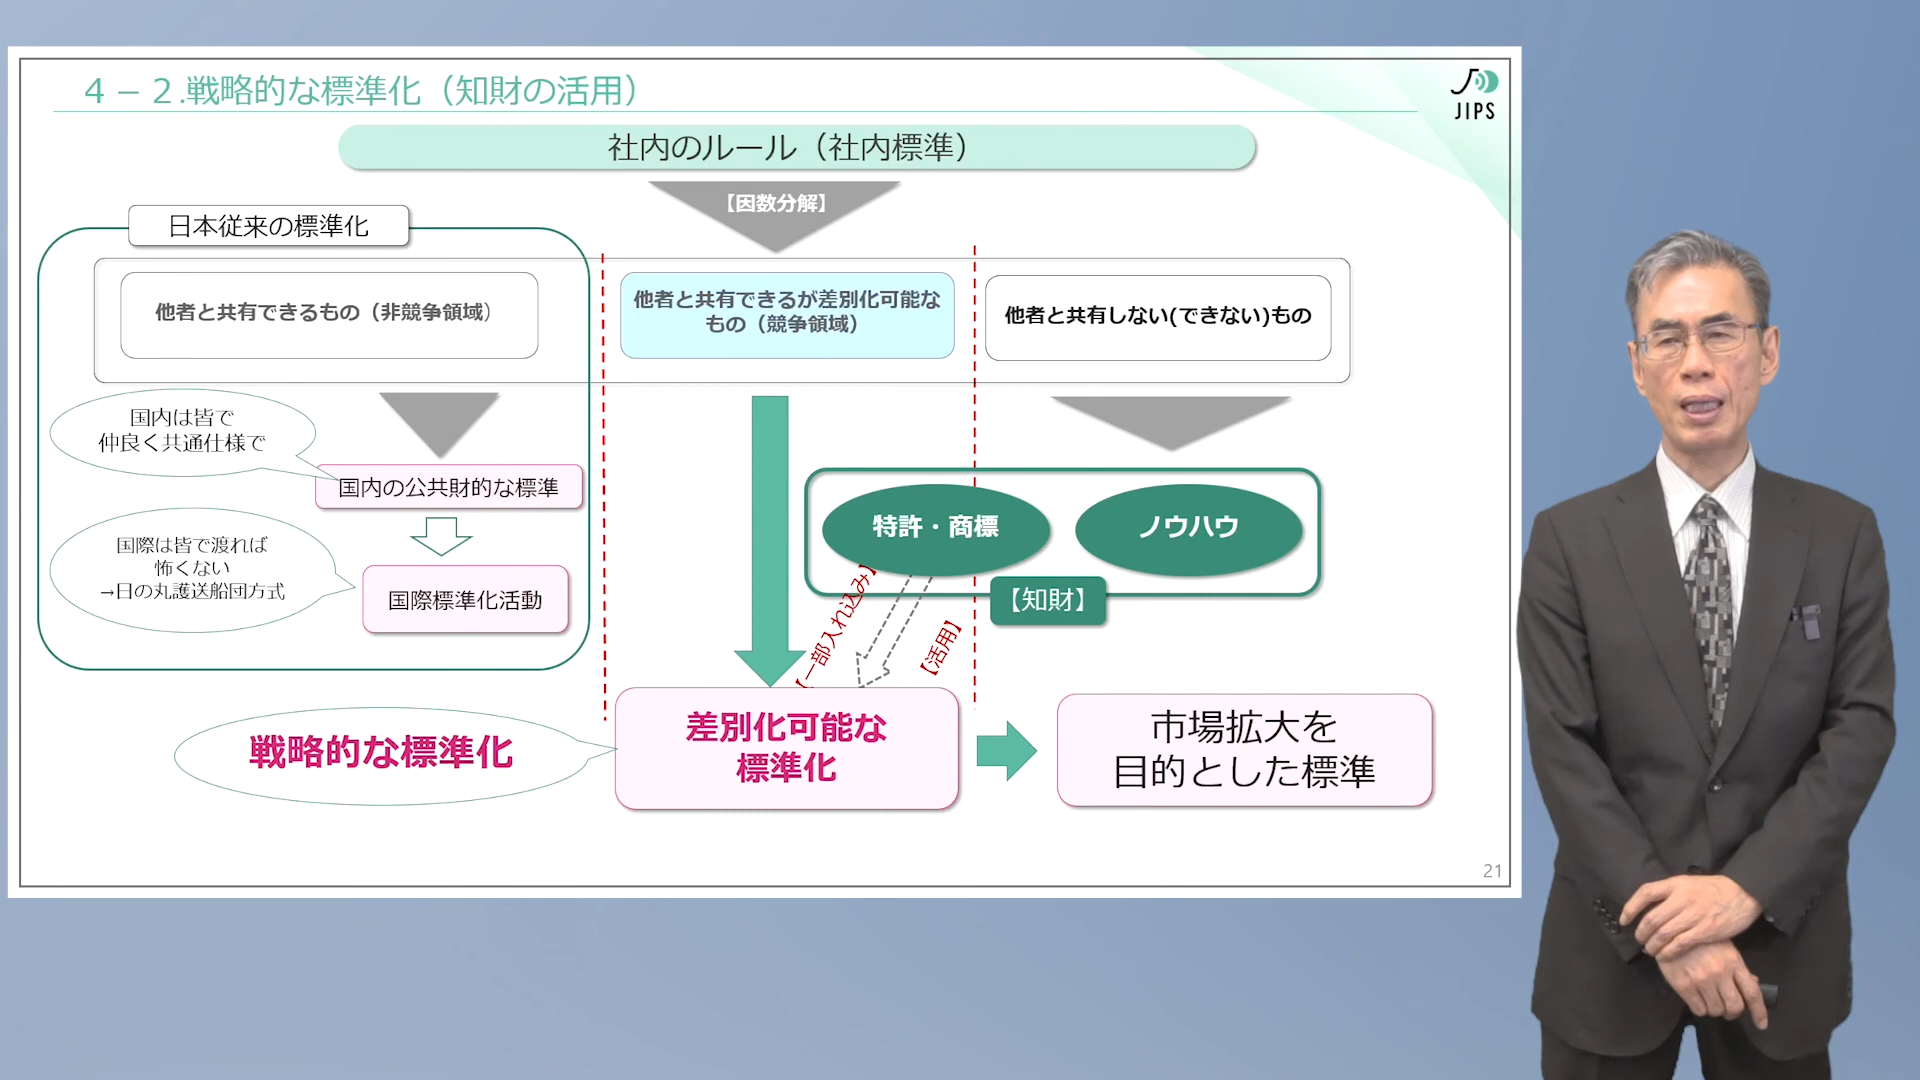 4－2.戦略的な標準化（知財の活用）
JIPS
社内のルール（社内標準）
【因数分解】
日本従来の標準化
他者と共有できるもの（非競争領域）
他者と共有できるが差別化可能な
もの（競争領域）
他者と共有しない(できない)もの
国内は皆で
仲良く共通仕様で
国内の公共財的な標準
国際は皆で渡れば
怖くない
→日の丸護送船団方式
国際標準化活動
特許・商標
ノウハウ
【知財】
【一部入れ込み】
【活用】
戦略的な標準化
差別化可能な
標準化
市場拡大を
目的とした標準
21